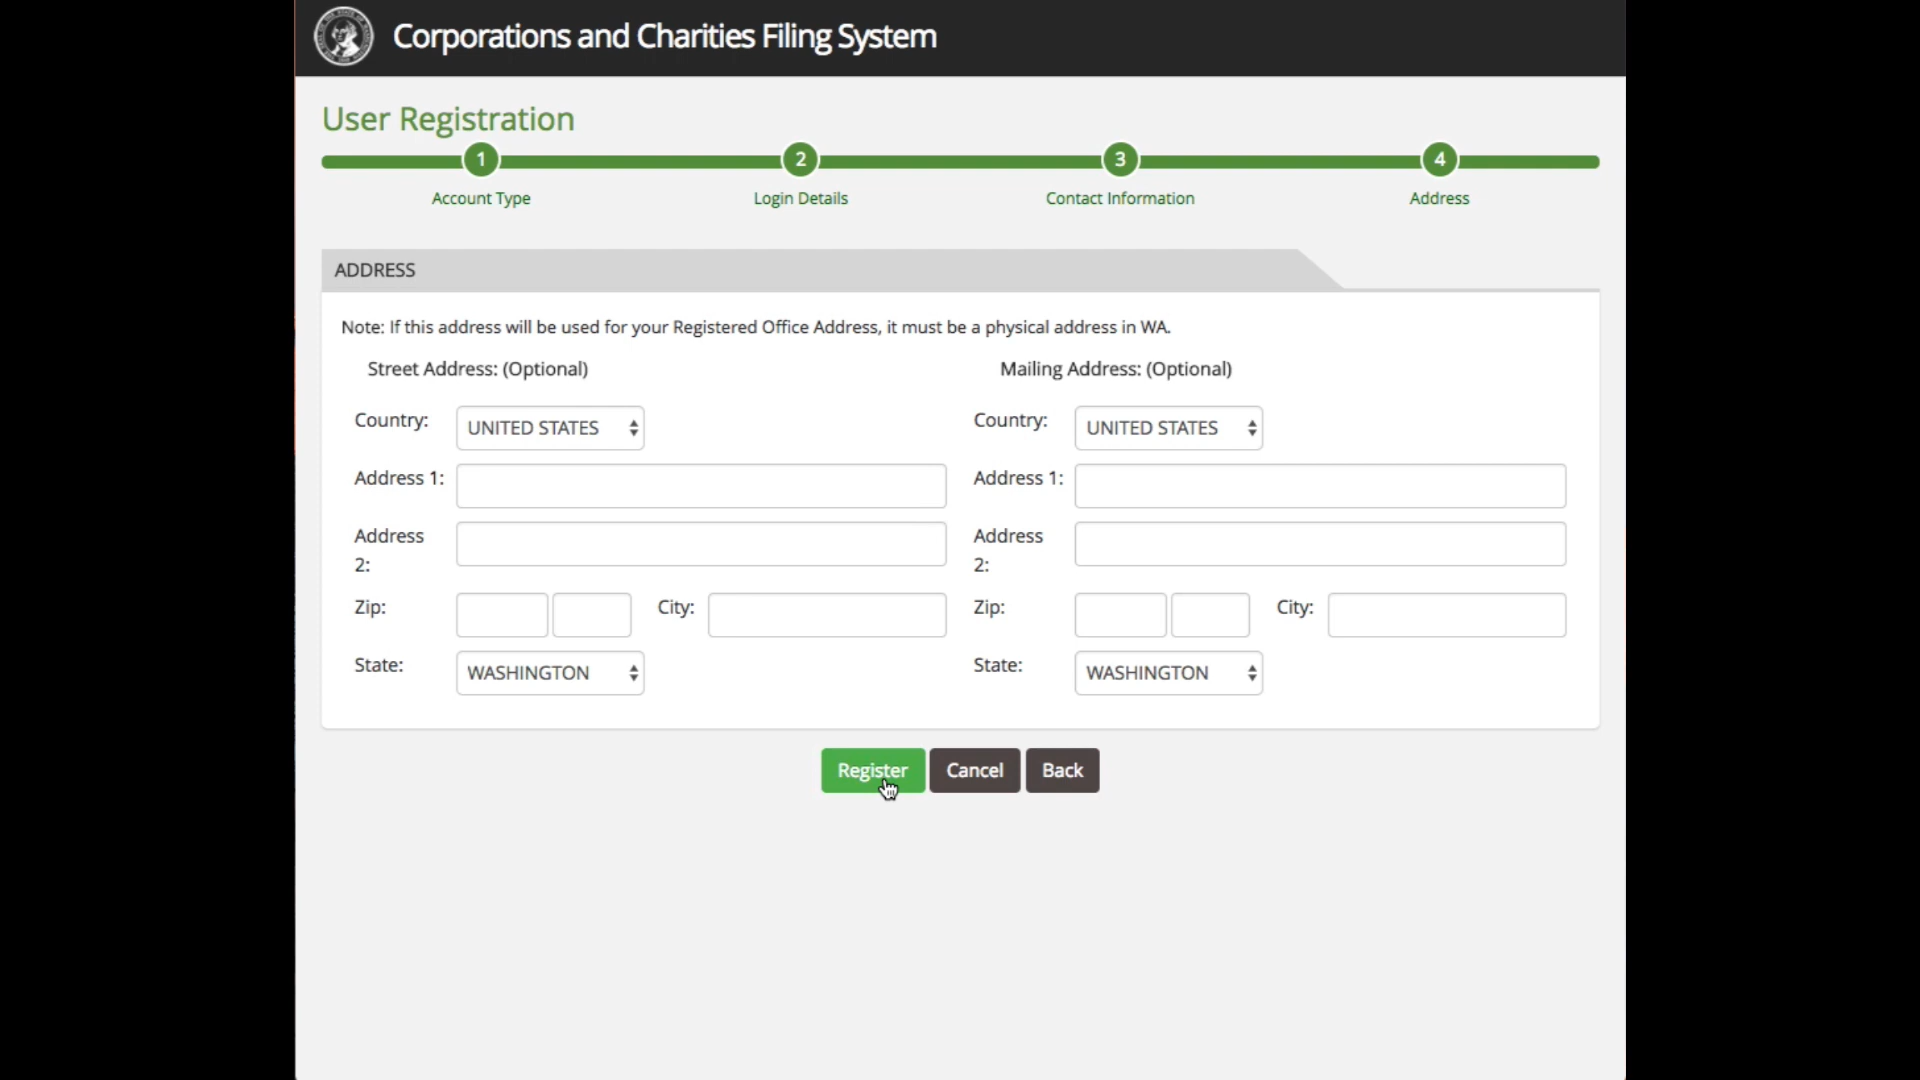 Corporations and Charities Filing System
User Registration
1 2 3 4
Account Type Login Details Contact Information Address
ADDRESS
Note: If this address will be used for your Registered Office Address, it must be a physical address in WA.
Street Address: (Optional) Mailing Address: (Optional)
Country: UNITED STATES Country: UNITED STATES
Address 1: Address 1:
Address 2: Address 2:
Zip: City: Zip: City:
State: WASHINGTON State: WASHINGTON
Register Cancel Back